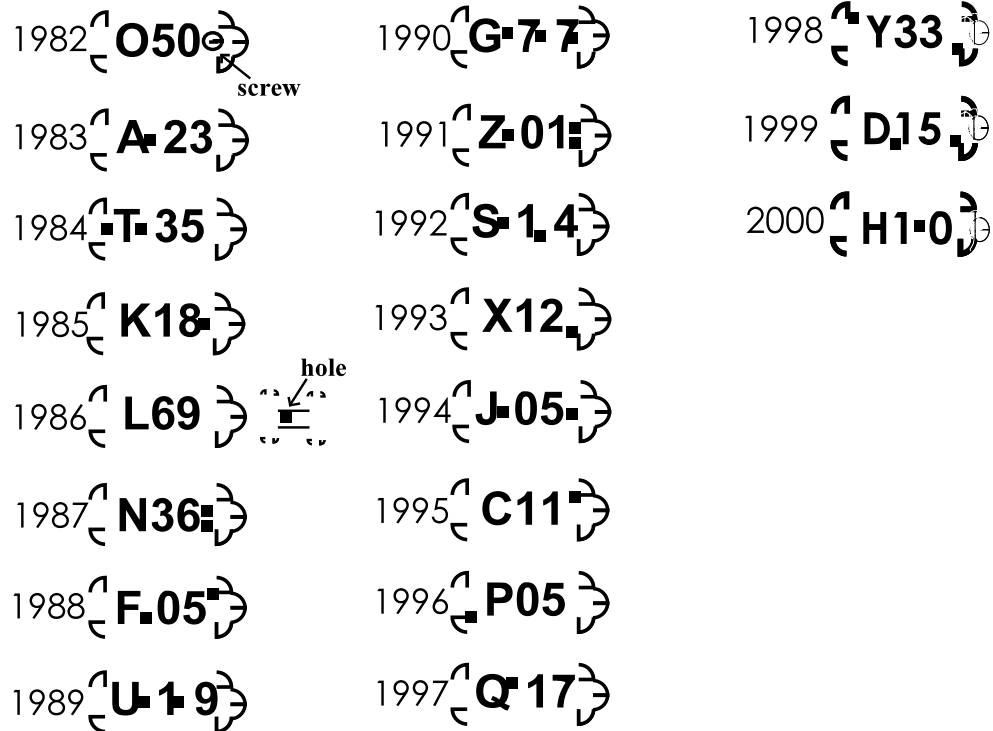 1982 O50
screw
1983 A 23
1984 T 35
1985 K18
hole
1986 L69
1987 N36
1988 F 05
1989 U 1 9
1990 G 7 7
1991 Z 01
1992 S 1 4
1993 X12
1994 J 05
1995 C11
1996 P05
1997 Q 17
1998 Y33
1999 D15
2000 H1 0